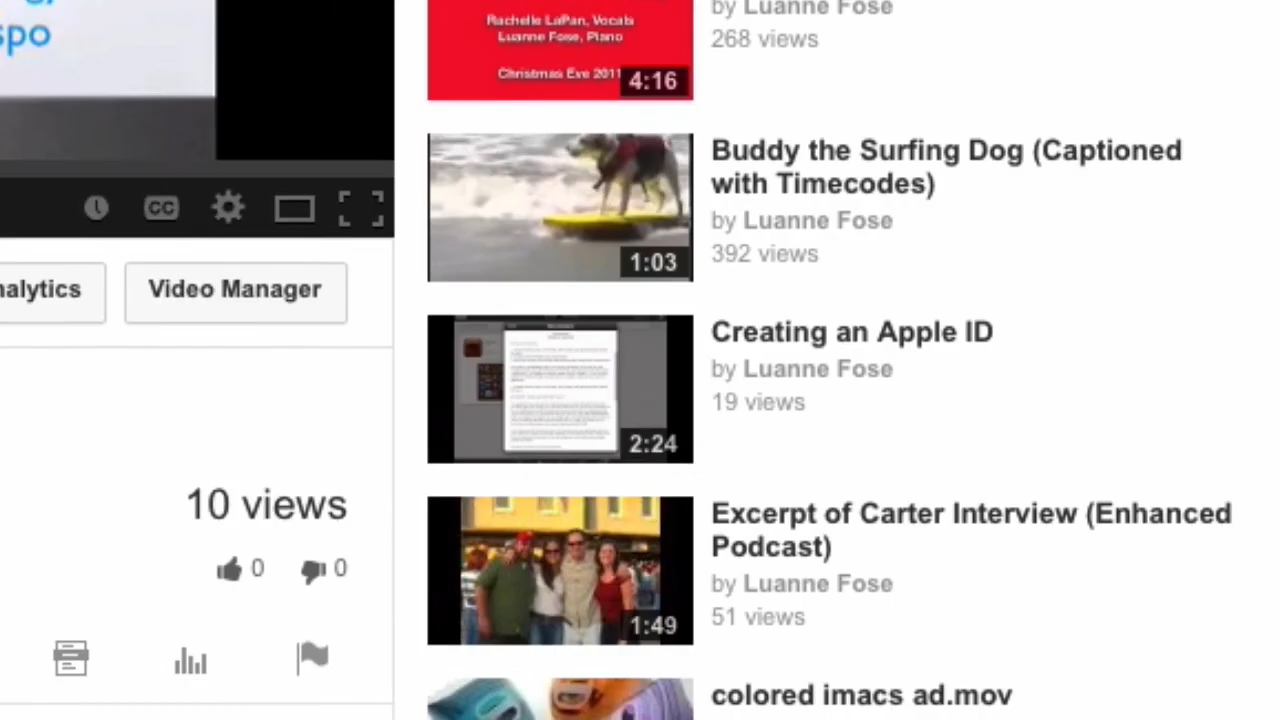 spo
CC
nalytics
Video Manager
10 views
0
0
Rachelle LaPan, Vocals
Luanne Fose, Piano
Christmas Eve 2011
4:16
by Luanne Fose
268 views
1:03
Buddy the Surfing Dog (Captioned
with Timecodes)
by Luanne Fose
392 views
2:24
Creating an Apple ID
by Luanne Fose
19 views
1:49
Excerpt of Carter Interview (Enhanced
Podcast)
by Luanne Fose
51 views
colored imacs ad.mov